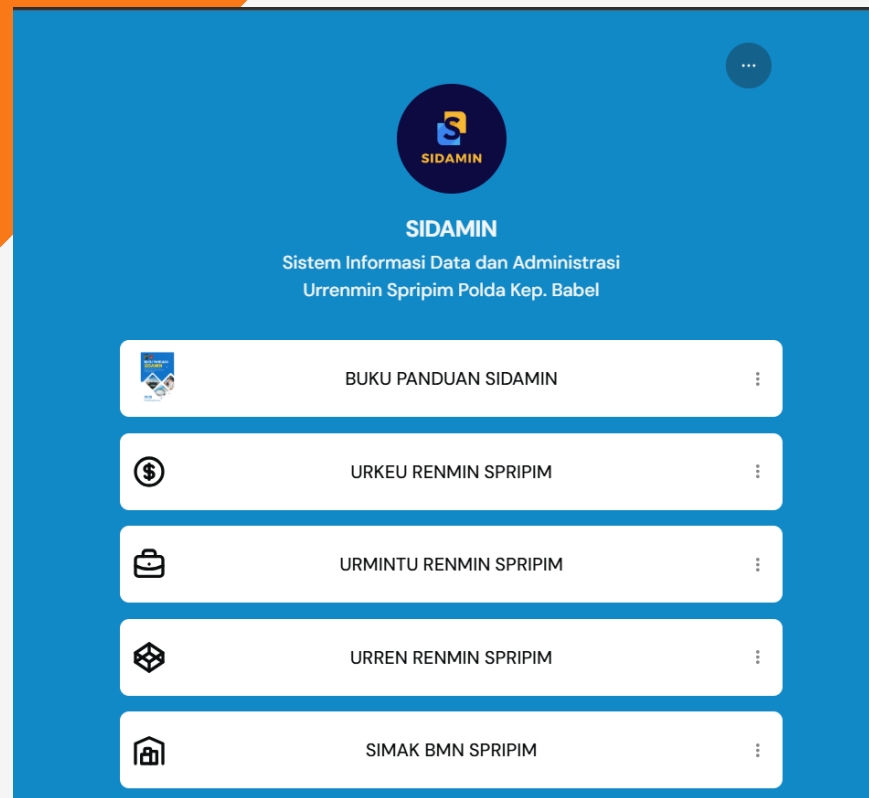 SIDAMIN
SIDAMIN
Sistem Informasi Data dan Administrasi
Urrenmin Spripim Polda Kep. Babel
BUKU PANDUAN SIDAMIN
URKEU RENMIN SPRIPIM
URMINTU RENMIN SPRIPIM
URREN RENMIN SPRIPIM
SIMAK BMN SPRIPIM